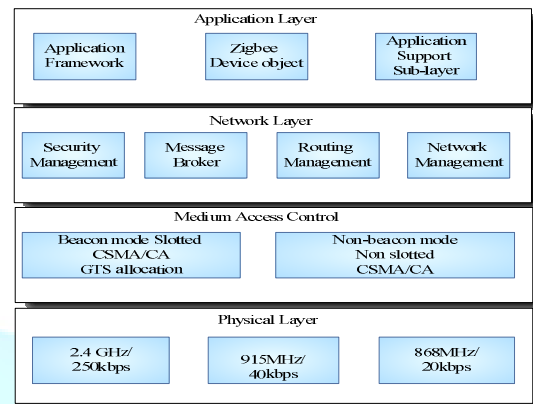 Application Layer
Application
Framework
Zigbee
Device object
Application
Support
Sub-layer
Network Layer
Security
Management
Message
Broker
Routing
Management
Network
Management
Medium Access Control
Beacon mode Slotted
CSMA/CA
GTS allocation
Non-beacon mode
Non slotted
CSMA/CA
Physical Layer
2.4 GHz/
250kbps
915MHz/
40kbps
868MHz/
20kbps